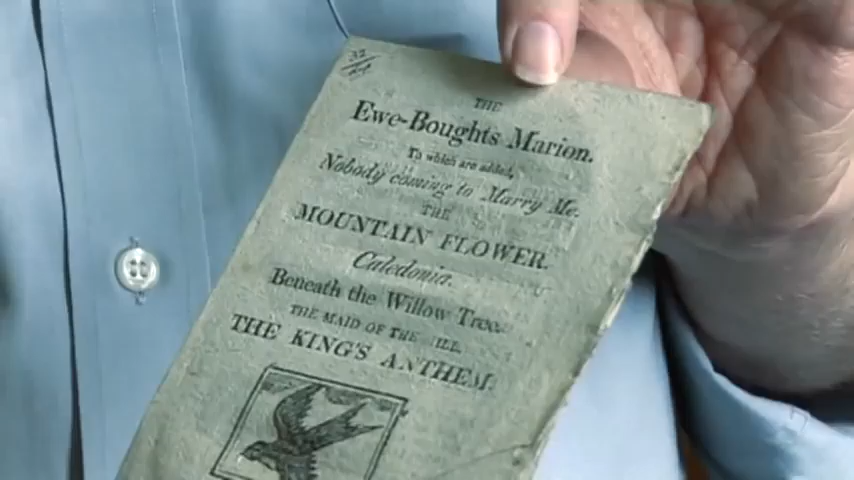 THE
Ewe-Boughts Marion.
To which are added,
Nobody coming to Marry Me.
THE
MOUNTAIN FLOWER.
Caledonia.
Beneath the Willow Tree
THE MAID OF THE
THE KING'S ANTHEM.